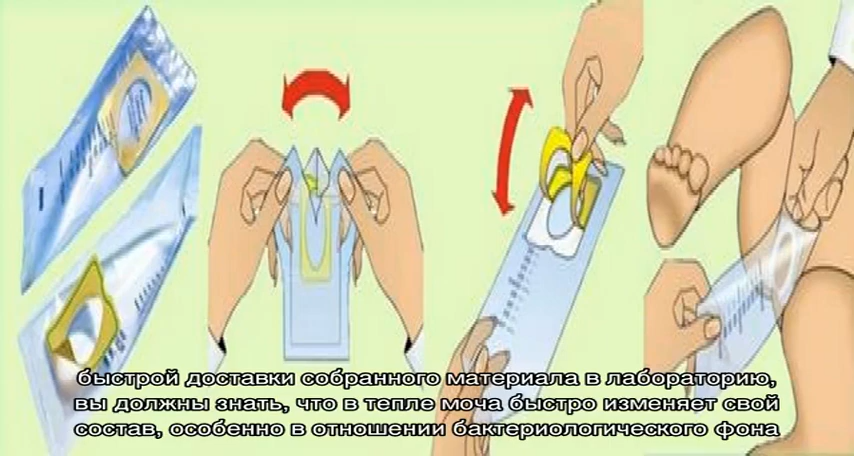 быстрой доставки собранного материала в лабораторию,
вы должны знать, что в тепле моча быстро изменяет свой
состав, особенно в отношении бактериологического фона